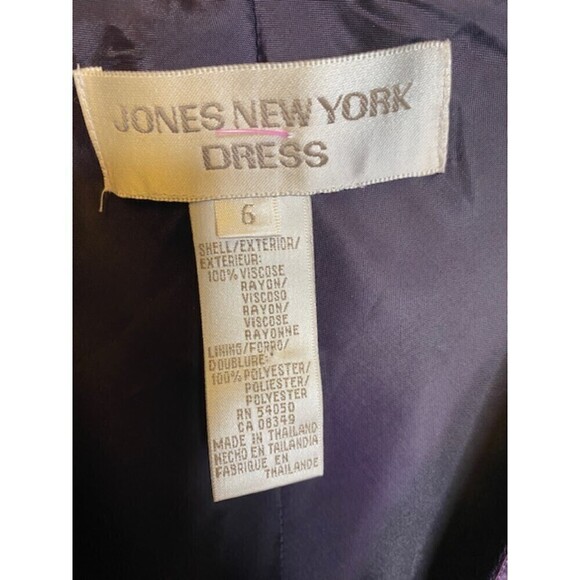 JONES NEW YORK
DRESS
6
SHELL/EXTERIOR/
EXTERIEUR:
100% VISCOSE
RAYON/
VISCOSO
RAYON/
VISCOSE
RAYONNE
LINING/FORRO/
DOUBLURE:
100% POLYESTER/
POLIESTER/
POLYESTER
RN 54050
CA 08349
MADE IN THAILAND
HECHO EN TAILANDIA
FABRIQUE EN
THAILANDE